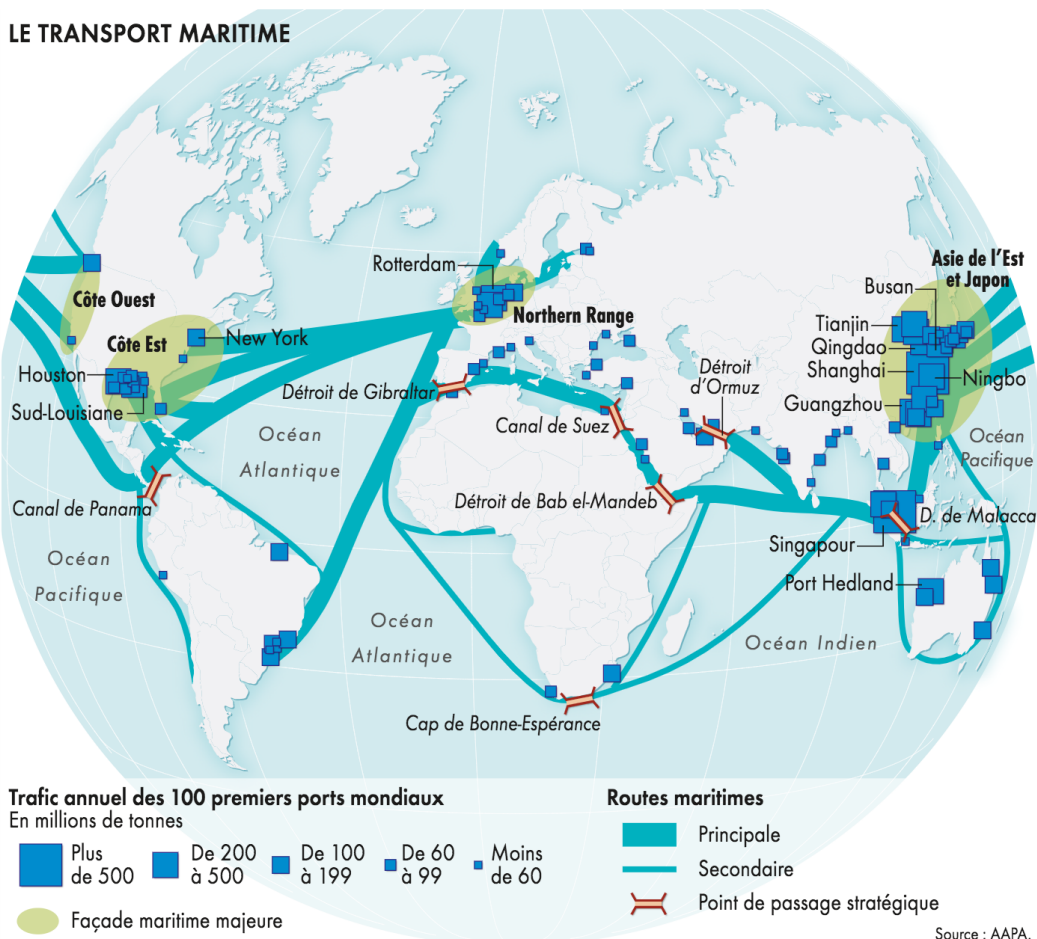 LE TRANSPORT MARITIME
Rotterdam
Asie de l'Est
et Japon
Busan
Côte Ouest
Northern Range
Tianjin
Côte Est
New York
Qingdao
Détroit
d'Ormuz
Shanghai
Ningbo
Houston
Détroit de Gibraltar
Guangzhou
Sud-Louisiane
Canal de Suez
Océan
Atlantique
Océan
Pacifique
Canal de Panama
Détroit de Bab el-Mandeb
D. de Malacca
Singapour
Océan
Pacifique
Port Hedland
Océan
Atlantique
Océan Indien
Cap de Bonne-Espérance
Trafic annuel des 100 premiers ports mondiaux
En millions de tonnes
Plus
de 500
De 200
à 500
De 100
à 199
De 60
à 99
Moins
de 60
Façade maritime majeure
Routes maritimes
Principale
Secondaire
Point de passage stratégique
Source : AAPA.